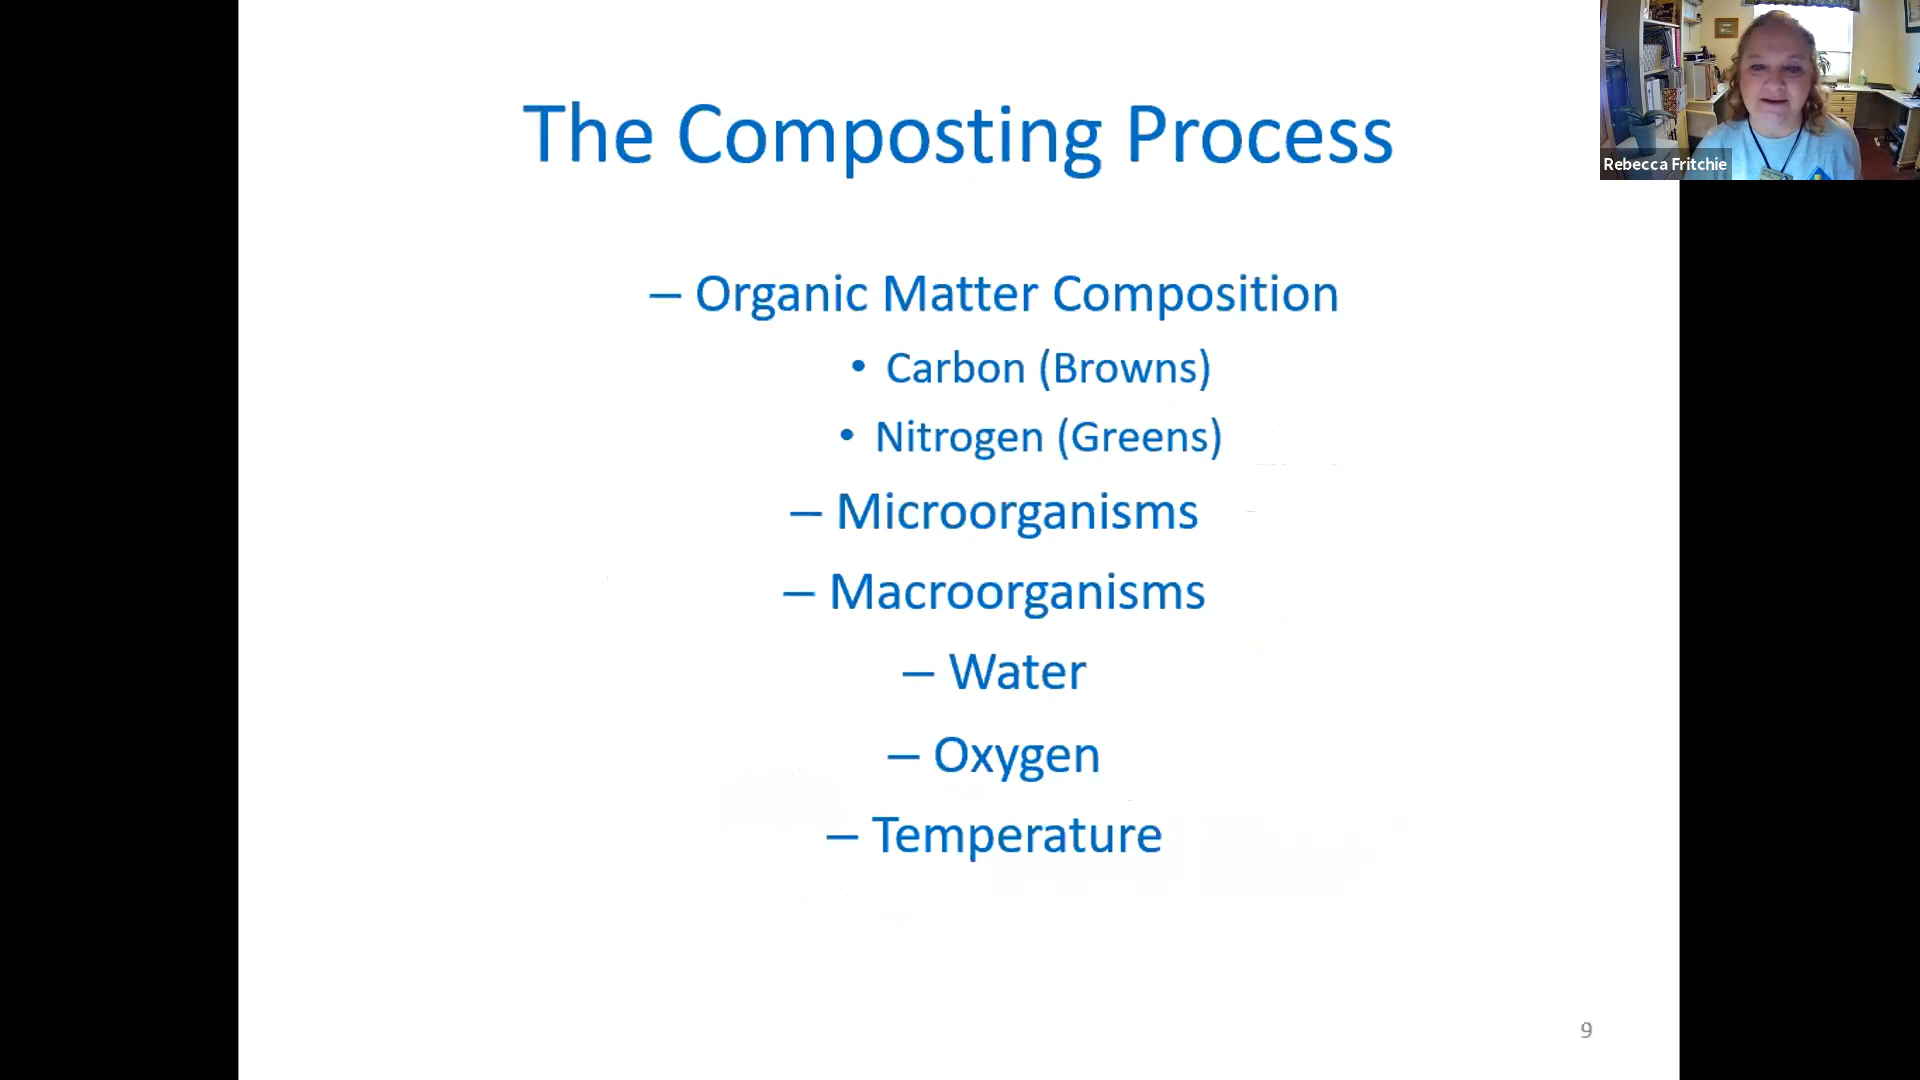 The Composting Process
Rebecca Fritchie
– Organic Matter Composition
• Carbon (Browns)
• Nitrogen (Greens)
– Microorganisms
– Macroorganisms
– Water
– Oxygen
– Temperature
9